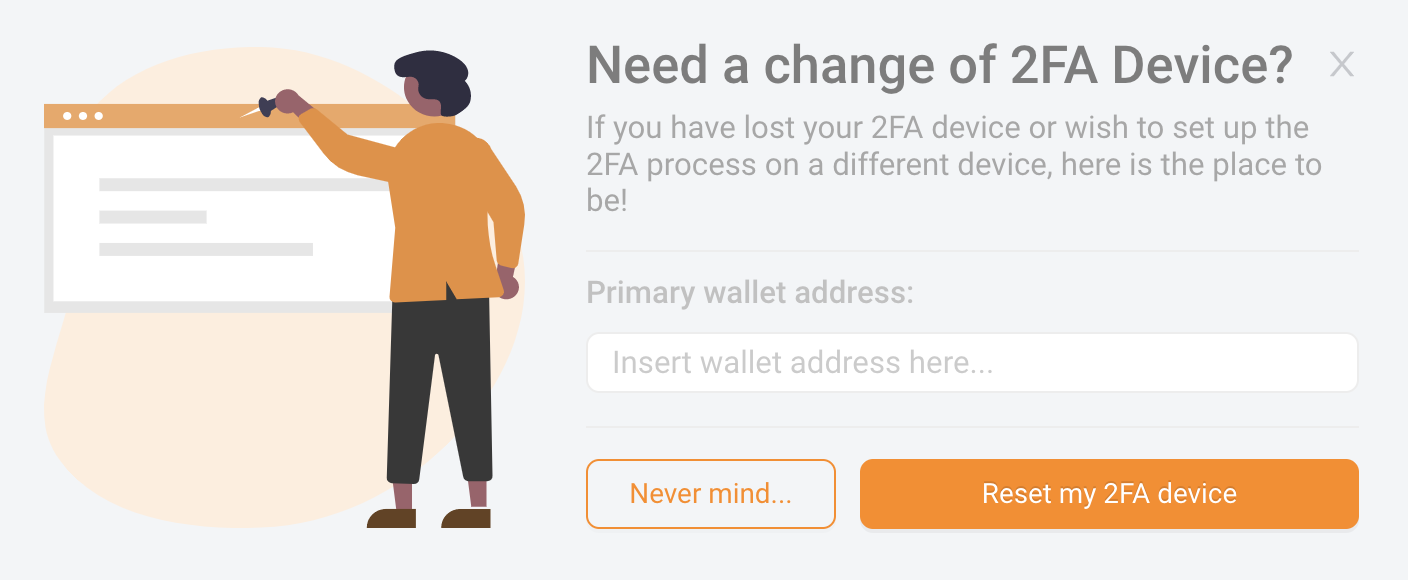 Need a change of 2FA Device?
If you have lost your 2FA device or wish to set up the
2FA process on a different device, here is the place to
be!
Primary wallet address:
Insert wallet address here...
Never mind...
Reset my 2FA device